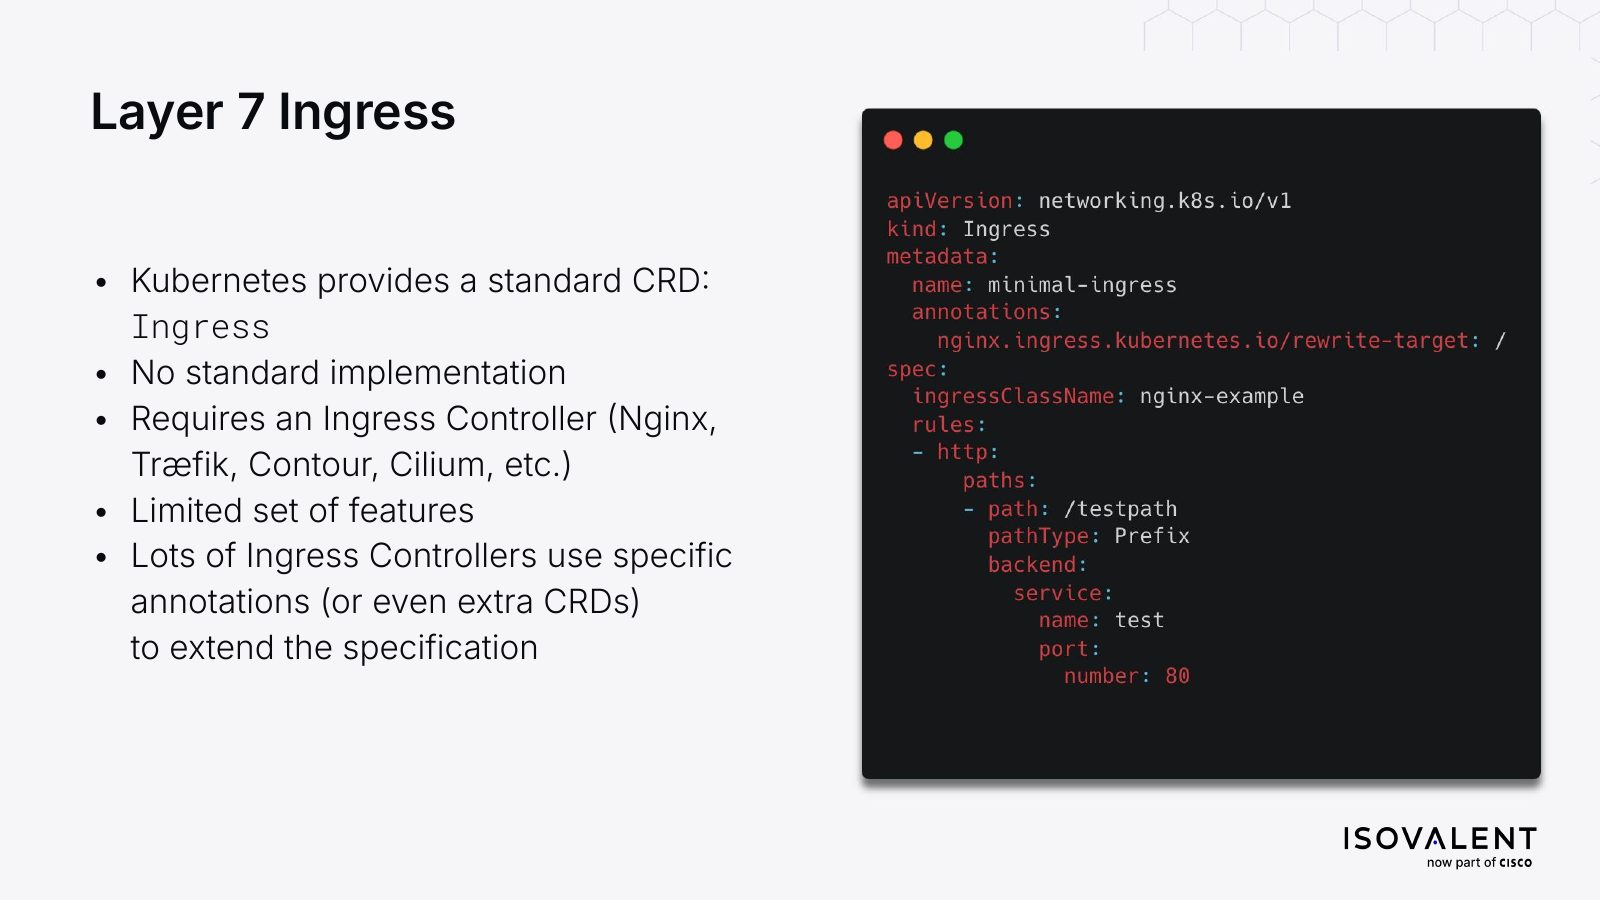 Layer 7 Ingress
• Kubernetes provides a standard CRD:
Ingress
• No standard implementation
• Requires an Ingress Controller (Nginx,
Træfik, Contour, Cilium, etc.)
• Limited set of features
• Lots of Ingress Controllers use specific
annotations (or even extra CRDs)
to extend the specification
apiVersion: networking.k8s.io/v1
kind: Ingress
metadata:
  name: minimal-ingress
  annotations:
    nginx.ingress.kubernetes.io/rewrite-target: /
spec:
  ingressClassName: nginx-example
  rules:
  - http:
      paths:
      - path: /testpath
        pathType: Prefix
        backend:
          service:
            name: test
            port:
              number: 80
ISOVALENT
now part of CISCO